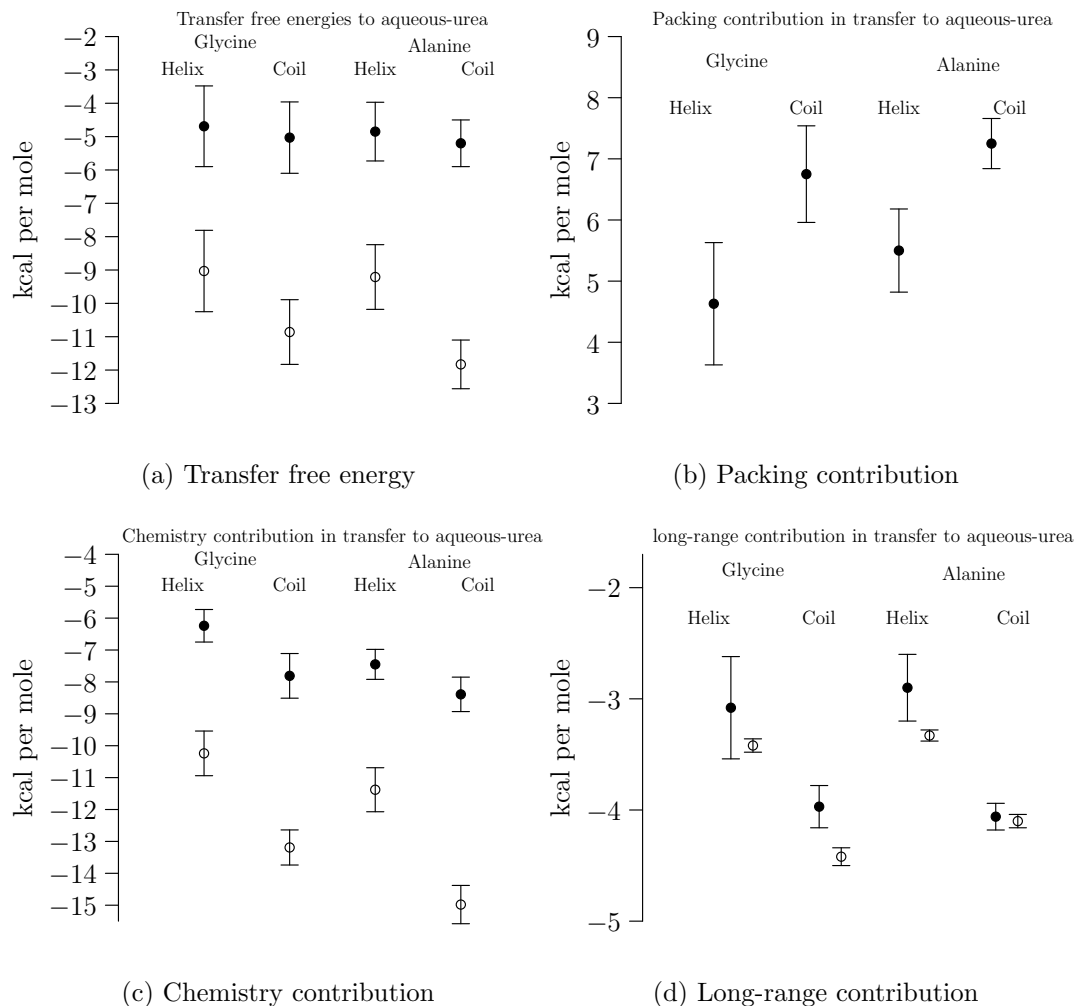 Transfer free energies to aqueous-urea
Glycine Alanine
Helix Coil Helix Coil
kcal per mole
−2
−3
−4
−5
−6
−7
−8
−9
−10
−11
−12
−13
(a) Transfer free energy
Packing contribution in transfer to aqueous-urea
Glycine Alanine
Helix Coil Helix Coil
kcal per mole
9
8
7
6
5
4
3
(b) Packing contribution
Chemistry contribution in transfer to aqueous-urea
Glycine Alanine
Helix Coil Helix Coil
kcal per mole
−4
−5
−6
−7
−8
−9
−10
−11
−12
−13
−14
−15
(c) Chemistry contribution
long-range contribution in transfer to aqueous-urea
Glycine Alanine
Helix Coil Helix Coil
kcal per mole
−2
−3
−4
−5
(d) Long-range contribution